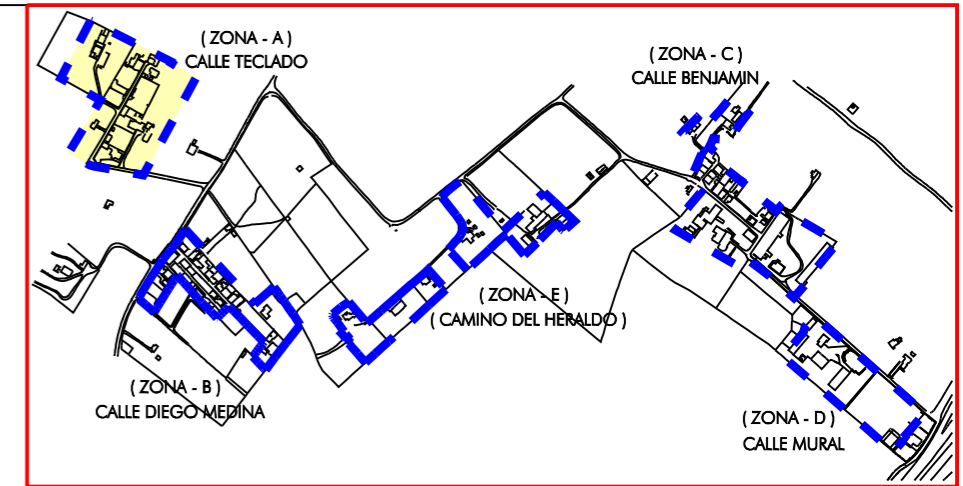 ( ZONA - A )
CALLE TECLADO
( ZONA - C )
CALLE BENJAMIN
( ZONA - E )
( CAMINO DEL HERALDO )
( ZONA - B )
CALLE DIEGO MEDINA
( ZONA - D )
CALLE MURAL